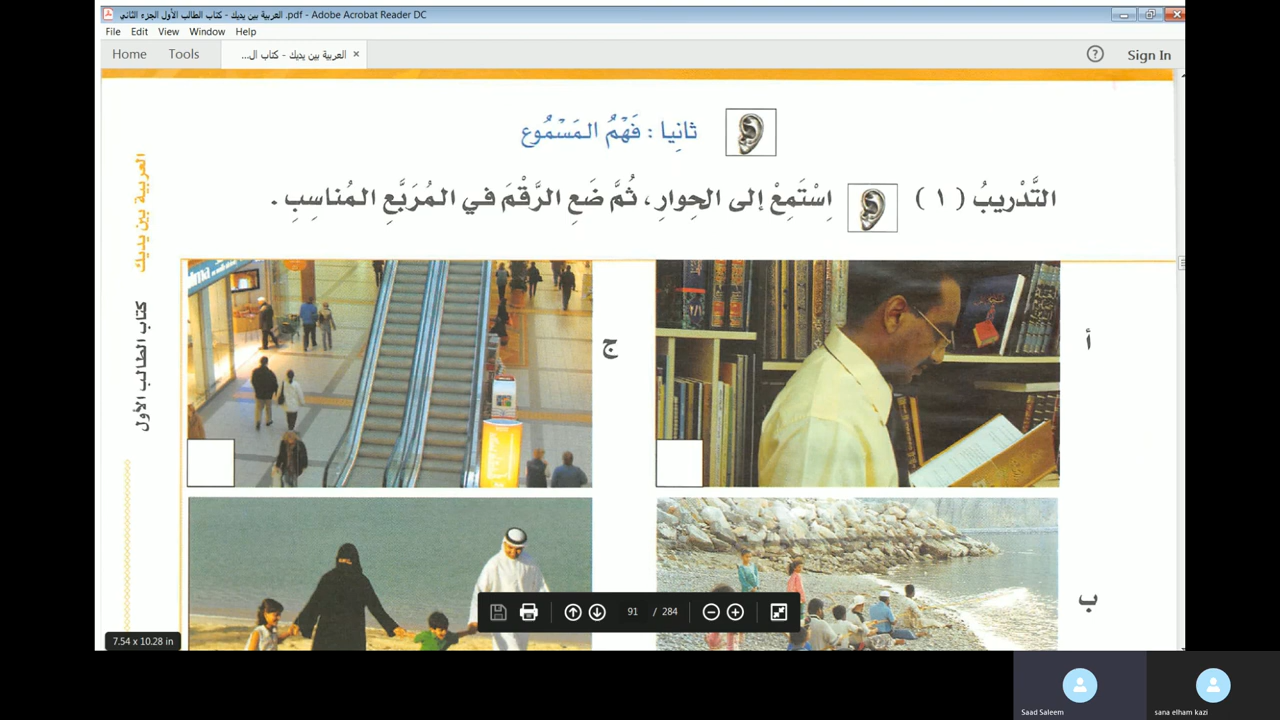 العربية بين يديك - كتاب الطالب الأول الجزء الثاني .pdf - Adobe Acrobat Reader DC
File Edit View Window Help
Home Tools العربية بين يديك - كتاب ال... × ? Sign In
ثانِيا : فَهْمُ المَسْمُوع
التَّدْريبُ ( ١ ) اِسْتَمِعْ إلى الحِوارِ، ثُمَّ ضَعِ الرَّقْمَ في المُرَبَّعِ المُناسِبِ .
العربية بين يديك
كتاب الطالب الأول
أ
ج
ب
91 / 284
7.54 x 10.28 in
Saad Saleem
sana elham kazi